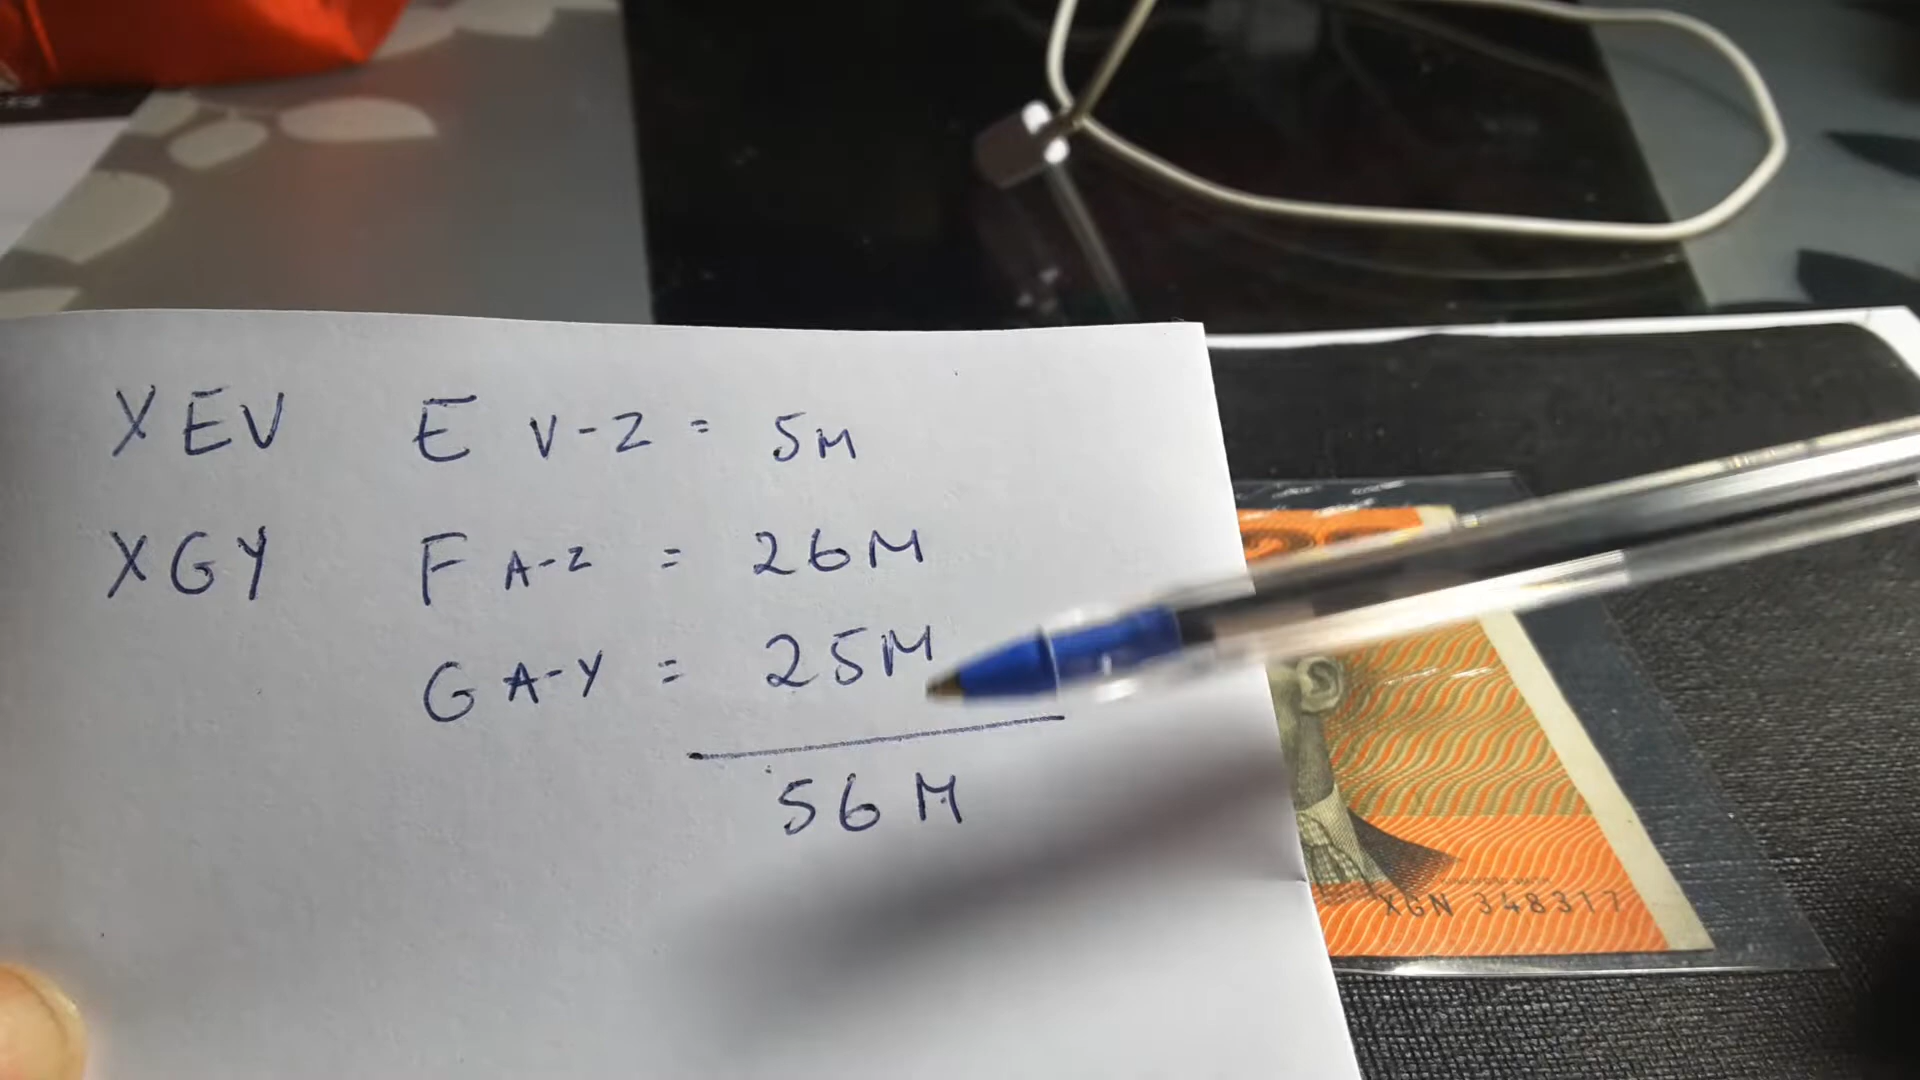 XEV E V-Z = 5M
XGY F A-Z = 26M
G A-Y = 25M
56M
XGN 348317